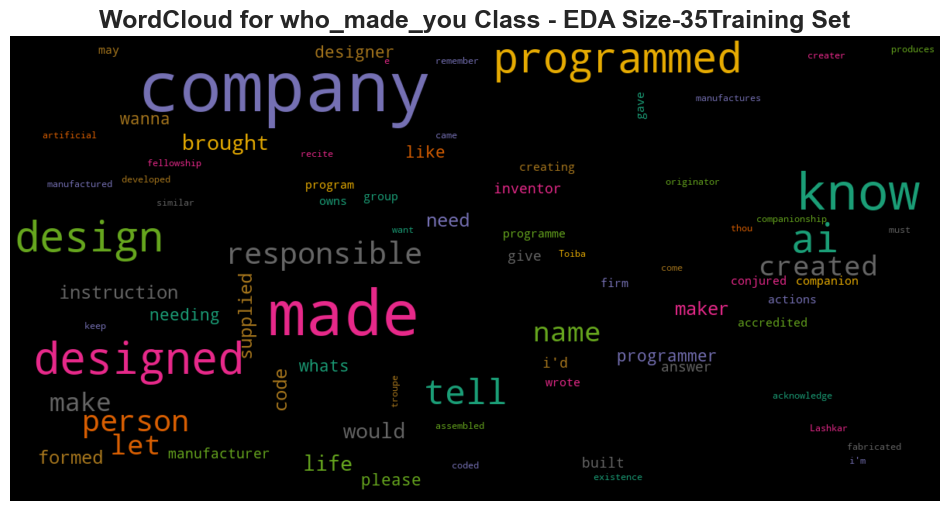 WordCloud for who_made_you Class - EDA Size-35Training Set
may
designer
e
remember
programmed
creater
produces
company
gave
manufactures
wanna
artificial
brought
came
like
recite
fellowship
creating
manufactured
developed
program
inventor
originator
know
similar
owns
group
need
companionship
design
want
programme
thou
ai
must
responsible
give
Toiba
created
come
instruction
supplied
firm
conjured
companion
needing
made
maker
actions
keep
name
accredited
designed
i'd
programmer
whats
code
answer
make
troupe
tell
wrote
acknowledge
person
let
would
assembled
Lashkar
formed
manufacturer
life
coded
built
fabricated
i'm
please
existence